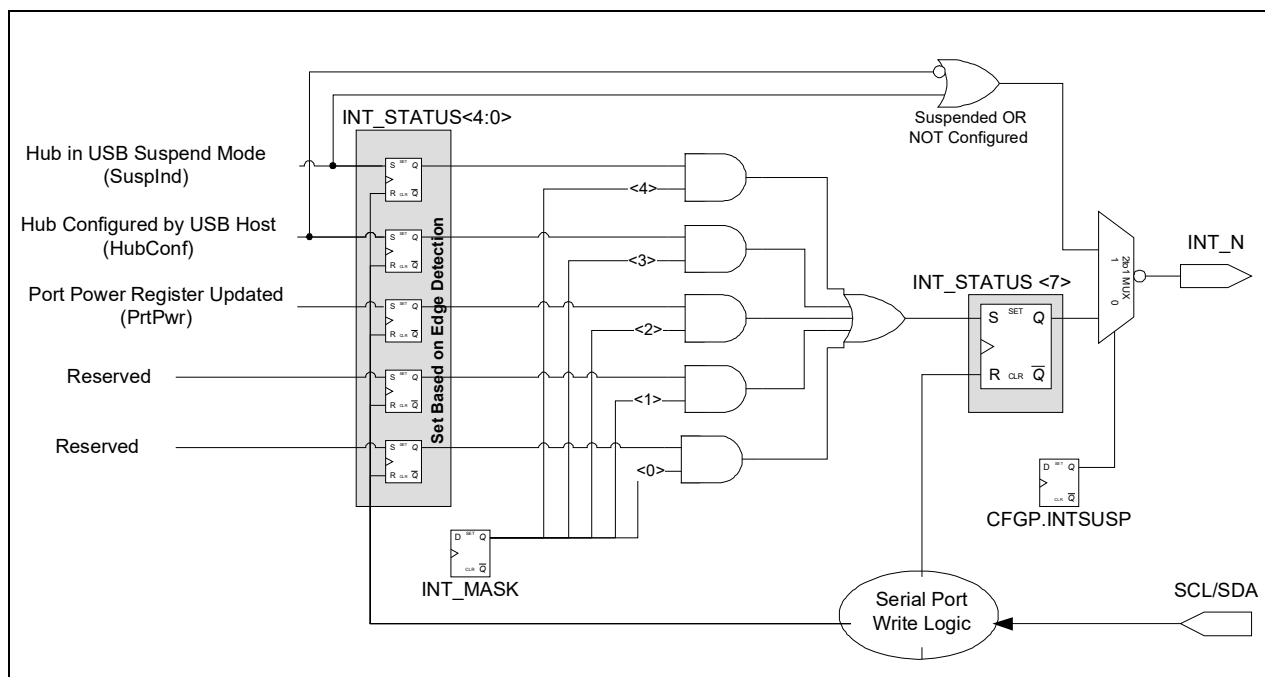 Suspended OR
NOT Configured
INT_STATUS<4:0>
Hub in USB Suspend Mode
(SuspInd)
S SET Q
R CLR Q
<4>
Hub Configured by USB Host
(HubConf)
S SET Q
R CLR Q
<3>
Port Power Register Updated
(PrtPwr)
S SET Q
R CLR Q
<2>
Reserved
S SET Q
R CLR Q
<1>
Reserved
S SET Q
R CLR Q
<0>
Set Based on Edge Detection
INT_STATUS <7>
S SET Q
R CLR Q
2to1 MUX
1
0
INT_N
D SET Q
CLR Q
CFGP.INTSUSP
D SET Q
CLR Q
INT_MASK
Serial Port
Write Logic
SCL/SDA